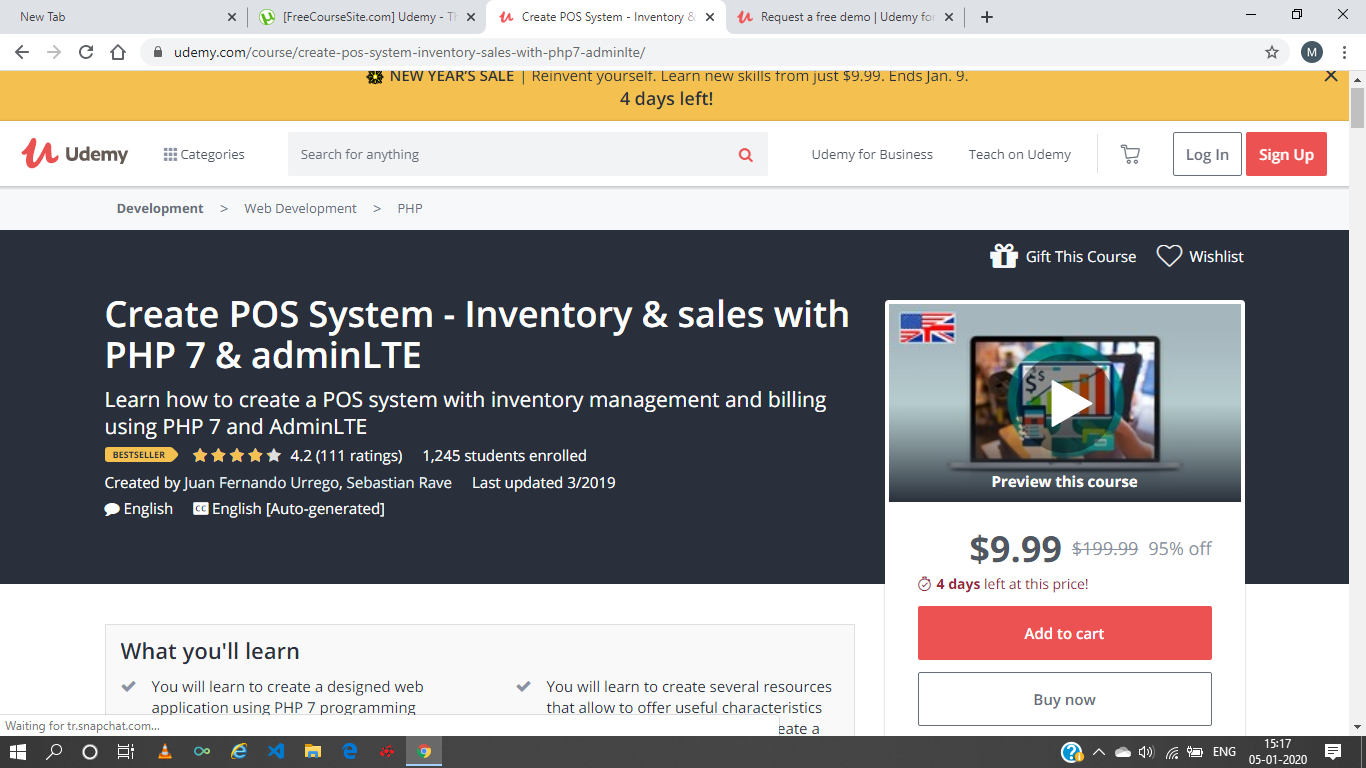 New Tab
[FreeCourseSite.com] Udemy - Th
Create POS System - Inventory &
Request a free demo | Udemy for
udemy.com/course/create-pos-system-inventory-sales-with-php7-adminlte/
M
NEW YEAR'S SALE | Reinvent yourself. Learn new skills from just $9.99. Ends Jan. 9.
4 days left!
Udemy
Categories
Search for anything
Udemy for Business
Teach on Udemy
Log In
Sign Up
Development > Web Development > PHP
Gift This Course
Wishlist
Create POS System - Inventory & sales with
PHP 7 & adminLTE
Learn how to create a POS system with inventory management and billing
using PHP 7 and AdminLTE
BESTSELLER 4.2 (111 ratings) 1,245 students enrolled
Created by Juan Fernando Urrego, Sebastian Rave Last updated 3/2019
English CC English [Auto-generated]
$$
Preview this course
$9.99 $199.99 95% off
4 days left at this price!
Add to cart
Buy now
What you'll learn
You will learn to create a designed web
application using PHP 7 programming
You will learn to create several resources
that allow to offer useful characteristics
eate a
Waiting for tr.snapchat.com...
ENG
15:17
05-01-2020